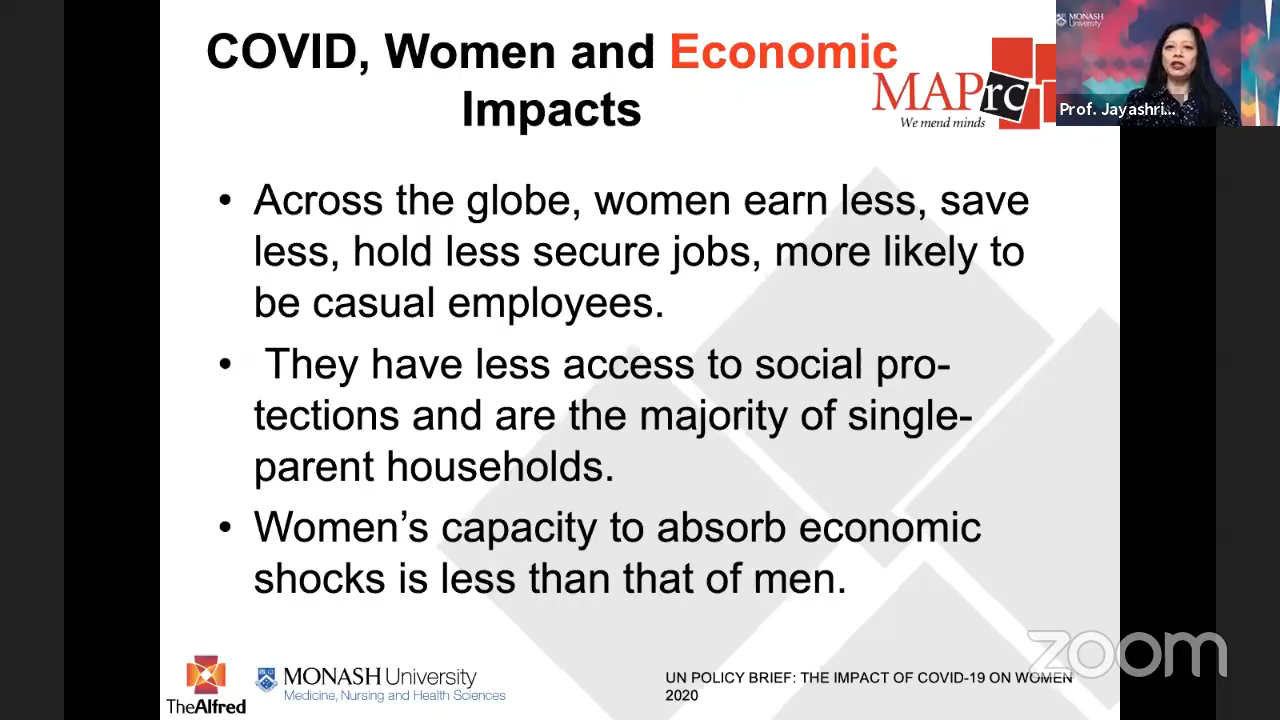 COVID, Women and Economic
Impacts
MAPrc
We mend minds
MONASH
University
Prof. Jayashri...
• Across the globe, women earn less, save
less, hold less secure jobs, more likely to
be casual employees.
• They have less access to social pro-
tections and are the majority of single-
parent households.
• Women’s capacity to absorb economic
shocks is less than that of men.
TheAlfred
MONASH University
Medicine, Nursing and Health Sciences
UN POLICY BRIEF: THE IMPACT OF COVID-19 ON WOMEN
2020
zoom